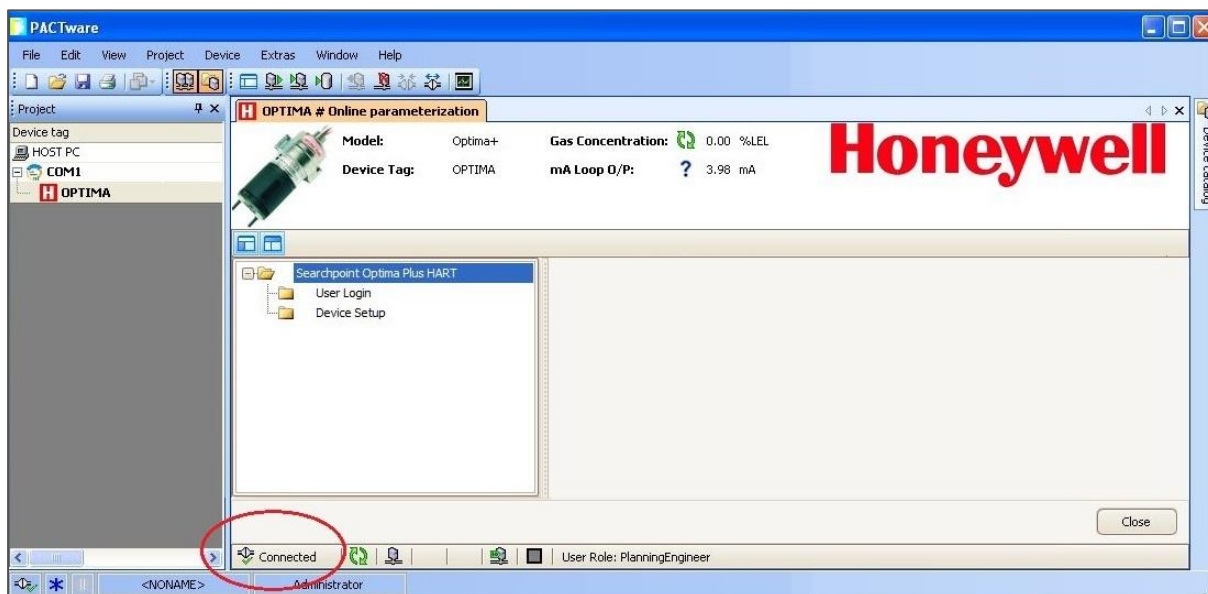 PACTware
File Edit View Project Device Extras Window Help
Project
OPTIMA # Online parameterization
Device tag
HOST PC
COM1
OPTIMA
Model: Optima+ Gas Concentration: 0.00 %LEL
Device Tag: OPTIMA mA Loop O/P: ? 3.98 mA
Honeywell
Device catalog
Searchpoint Optima Plus HART
User Login
Device Setup
Close
Connected
User Role: PlanningEngineer
<NONAME> Administrator